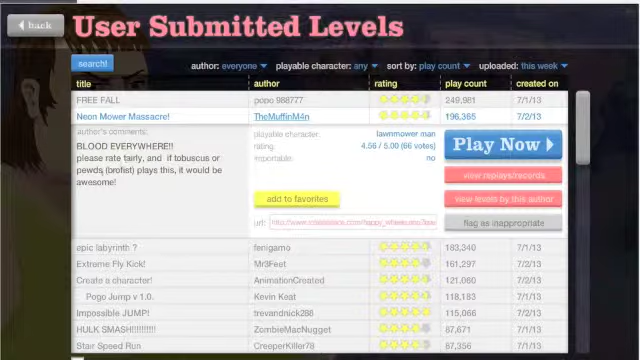 back
User Submitted Levels
search!
author: everyone playable character: any sort by: play count uploaded: this week
title author rating play count created on
FREE FALL popo 988777 249,981 7/1/13
Neon Mower Massacre! TheMuffinM4n 196,365 7/2/13
author's comments:
BLOOD EVERYWHERE!!
please rate fairly, and if tobuscus or
pewds (brofist) plays this, it would be
awesome!
playable character: lawnmower man
rating: 4.56 / 5.00 (66 votes)
importable: no
add to favorites
url:
Play Now
view replays/records
view levels by this author
flag as inappropriate
epic labyrinth ? fenigamo 183,340 7/1/13
Extreme Fly Kick! Mr3Feet 161,297 7/2/13
Create a character! AnimationCreated 121,060 7/2/13
Pogo Jump v 1.0. Kevin Keat 118,183 7/1/13
Impossible JUMP! trevandnick288 115,066 7/2/13
HULK SMASH!!!!!!!!!! ZombieMacNugget 87,671 7/1/13
Star Speed Run CreeperKiller78 87,356 7/1/13